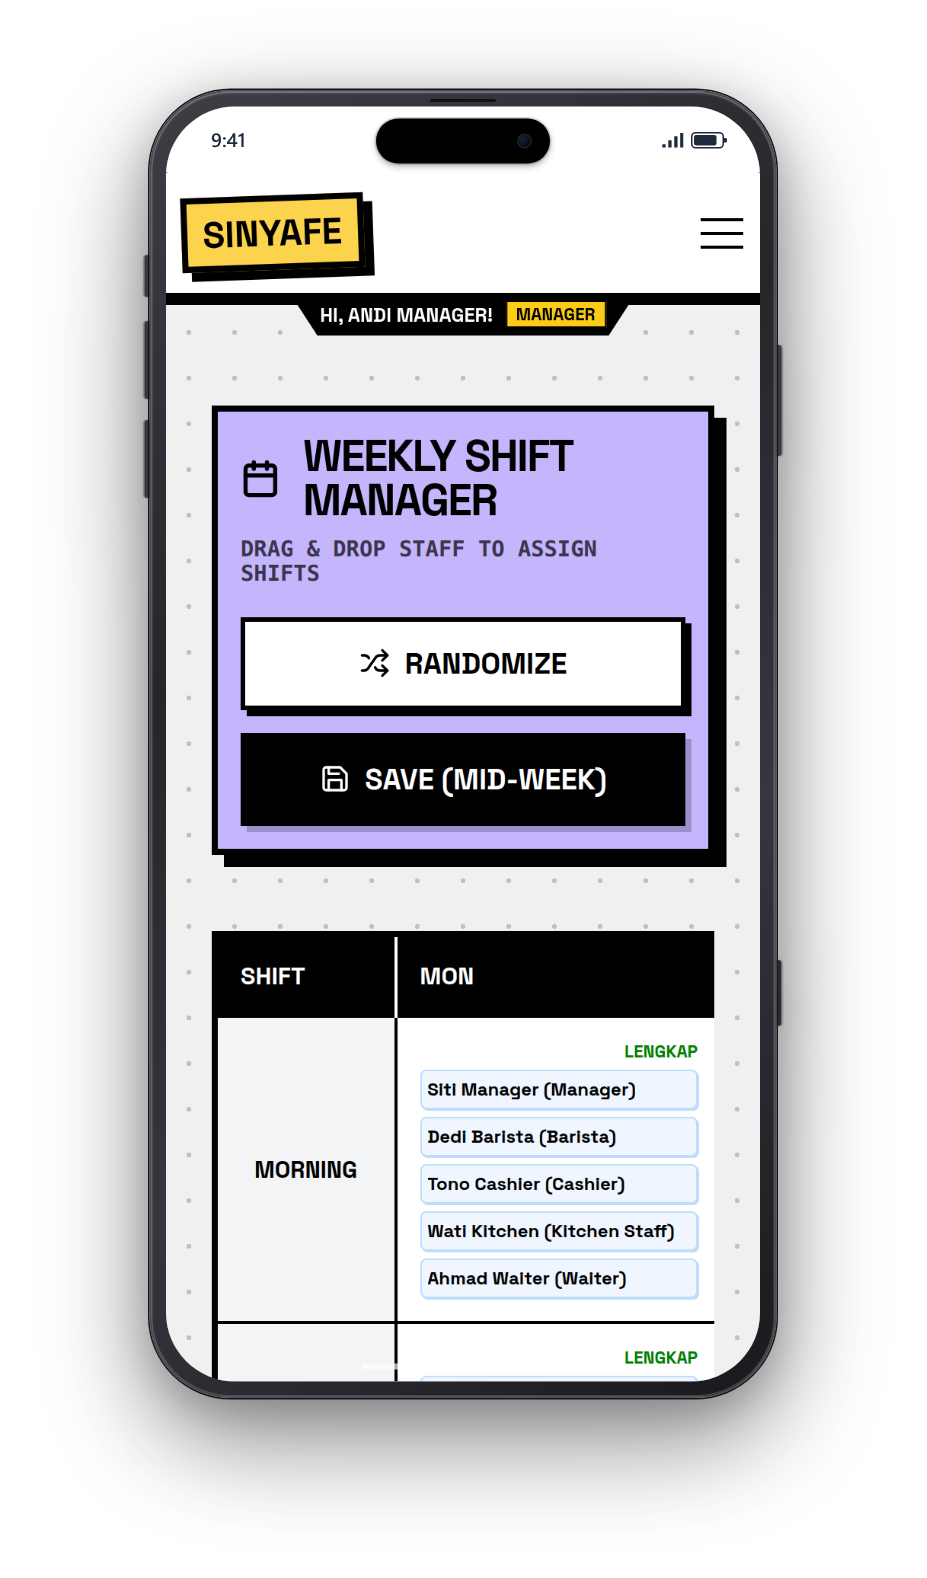 9:41
SINYAFE
HI, ANDI MANAGER! MANAGER
WEEKLY SHIFT
MANAGER
DRAG & DROP STAFF TO ASSIGN
SHIFTS
RANDOMIZE
SAVE (MID-WEEK)
SHIFT MON
LENGKAP
Siti Manager (Manager)
Dedi Barista (Barista)
Tono Cashier (Cashier)
MORNING
Wati Kitchen (Kitchen Staff)
Ahmad Waiter (Waiter)
LENGKAP